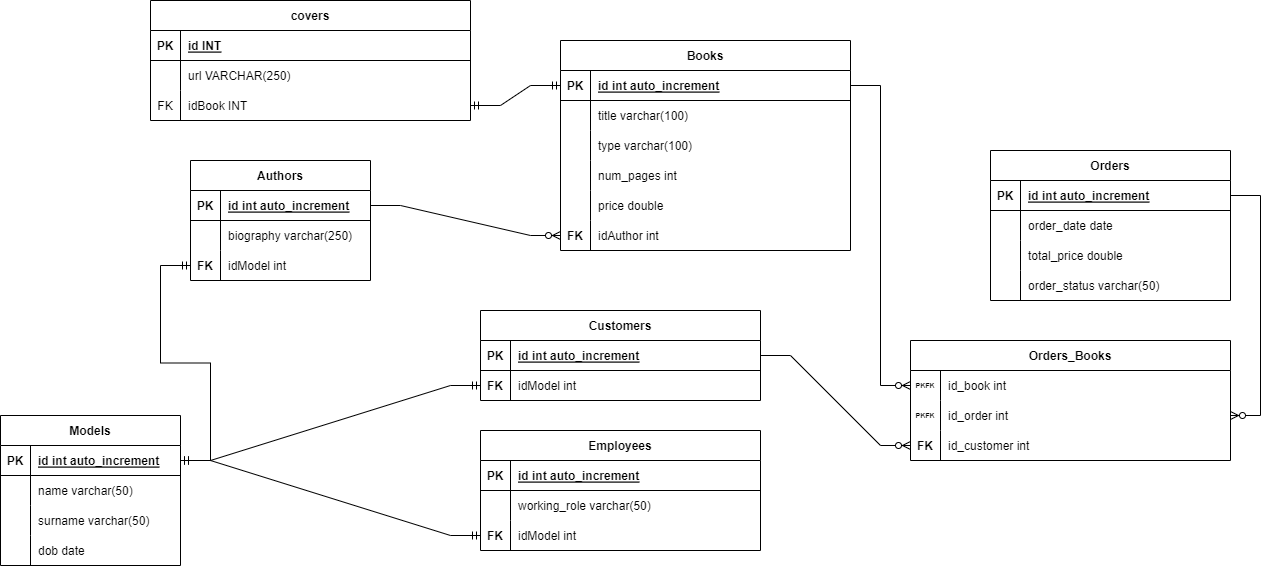 covers
PK id INT
url VARCHAR(250)
FK idBook INT
Books
PK id int auto_increment
title varchar(100)
type varchar(100)
num_pages int
price double
FK idAuthor int
Authors
PK id int auto_increment
biography varchar(250)
FK idModel int
Orders
PK id int auto_increment
order_date date
total_price double
order_status varchar(50)
Customers
PK id int auto_increment
FK idModel int
Orders_Books
PKFK id_book int
PKFK id_order int
FK id_customer int
Models
PK id int auto_increment
name varchar(50)
surname varchar(50)
dob date
Employees
PK id int auto_increment
working_role varchar(50)
FK idModel int